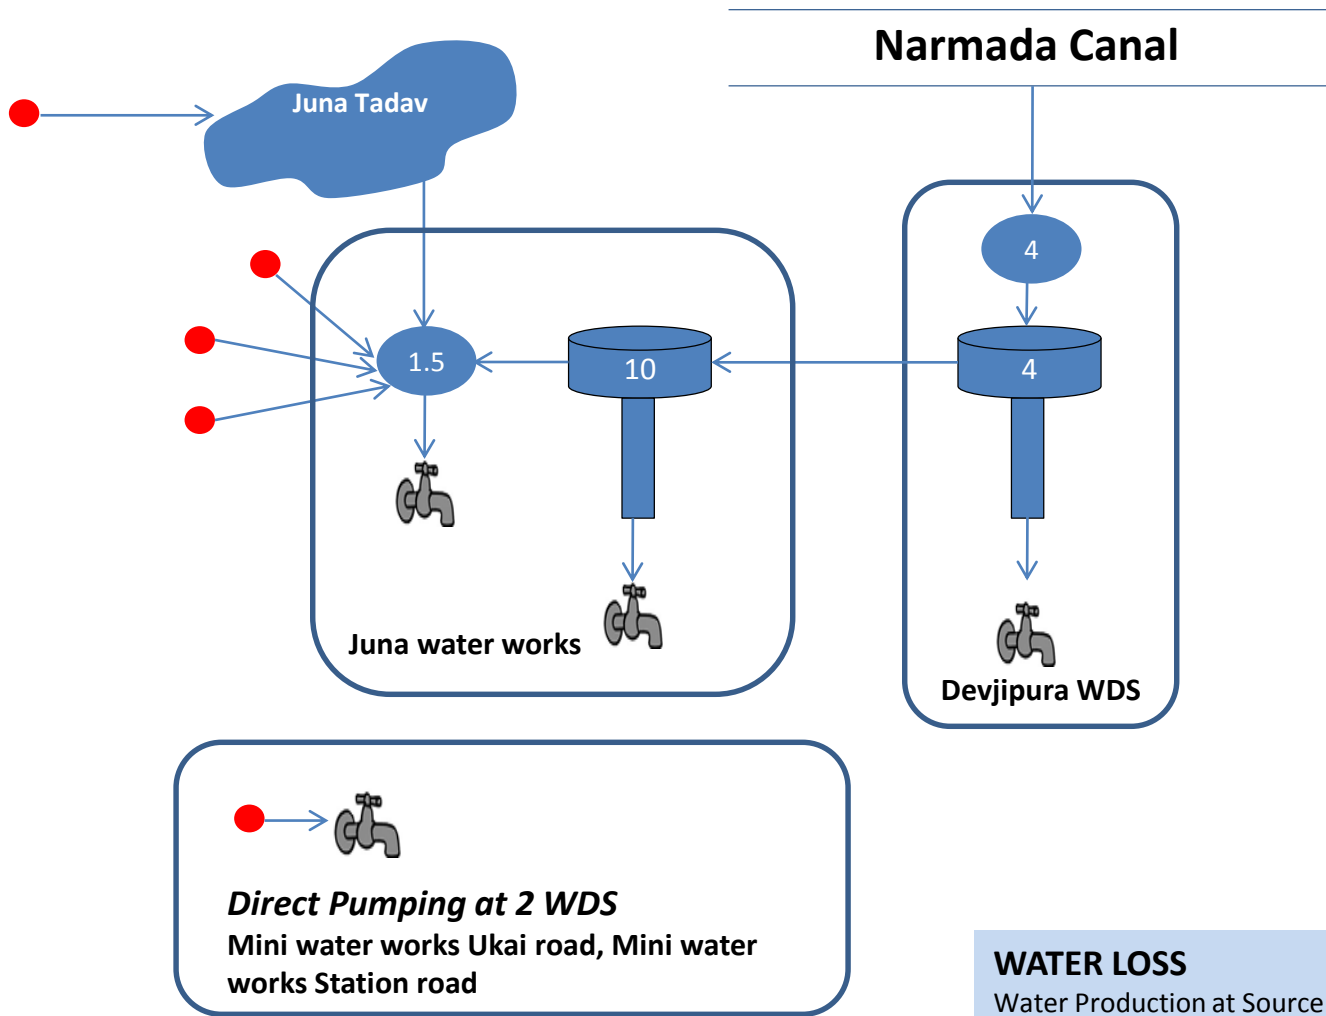 Narmada Canal
Juna Tadav
4
1.5
10
4
Juna water works
Devjipura WDS
Direct Pumping at 2 WDS
Mini water works Ukai road, Mini water
works Station road
WATER LOSS
Water Production at Source